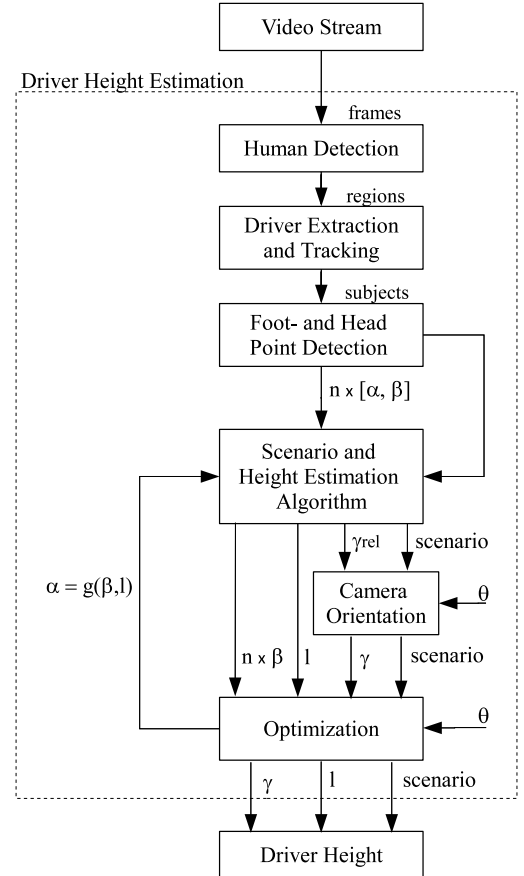 Video Stream
Driver Height Estimation
frames
Human Detection
regions
Driver Extraction
and Tracking
subjects
Foot- and Head
Point Detection
n x [α, β]
Scenario and
Height Estimation
Algorithm
γrel
scenario
α = g(β,l)
Camera
Orientation
θ
n x β
l
γ
scenario
Optimization
θ
γ
l
scenario
Driver Height